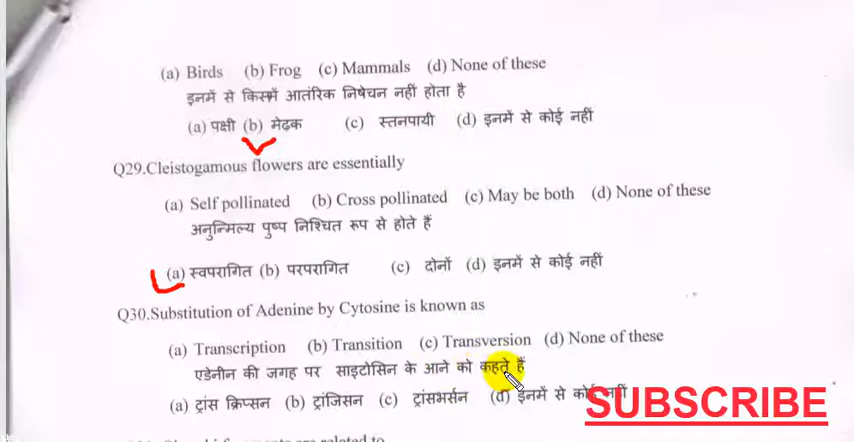 (a) Birds (b) Frog (c) Mammals (d) None of these
इनमें से किसमें आतंरिक निषेचन नहीं होता है
(a) पक्षी (b) मेढक (c) स्तनपायी (d) इनमें से कोई नहीं
Q29.Cleistogamous flowers are essentially
(a) Self pollinated (b) Cross pollinated (c) May be both (d) None of these
अनुन्मिल्य पुष्प निश्चित रूप से होते हैं
(a) स्वपरागित (b) परपरागित (c) दोनों (d) इनमें से कोई नहीं
Q30.Substitution of Adenine by Cytosine is known as
(a) Transcription (b) Transition (c) Transversion (d) None of these
एडेनीन की जगह पर साइटोसिन के आने को कहते हैं
(a) ट्रांस क्रिप्सन (b) ट्रांजिसन (c) ट्रांसभर्सन (d) इनमें से कोई नहीं
SUBSCRIBE